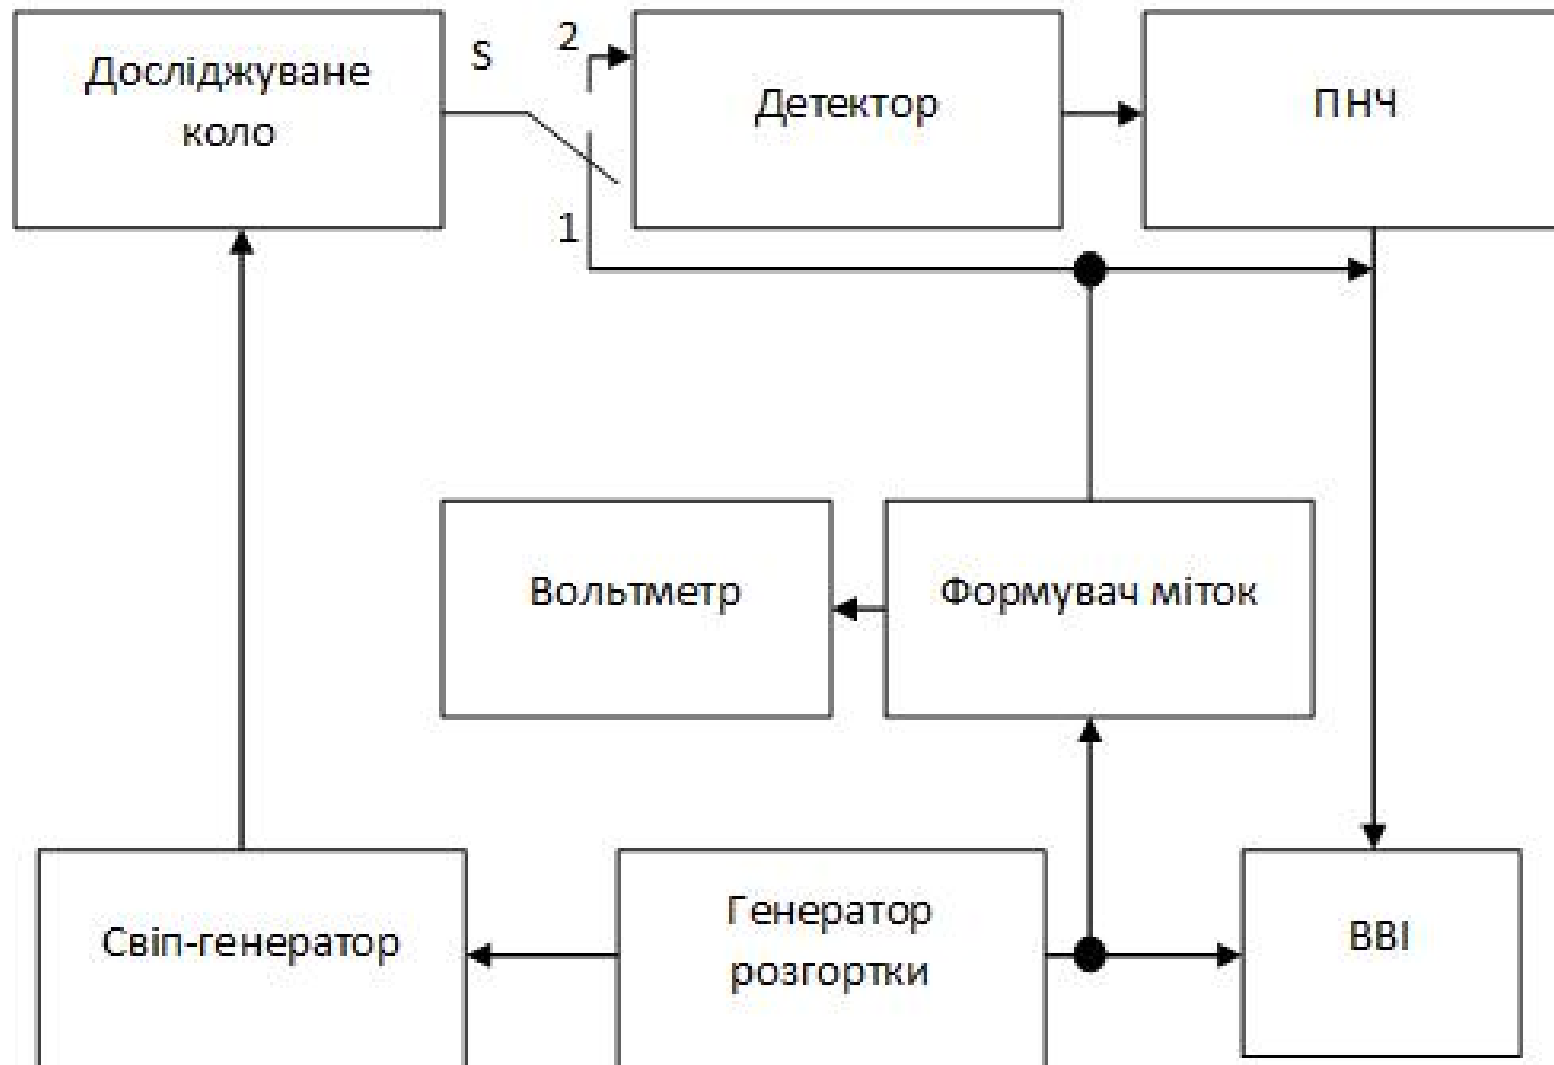 Досліджуване
коло
S
2
1
Детектор
ПНЧ
Вольтметр
Формувач міток
Свіп-генератор
Генератор
розгортки
ВВІ